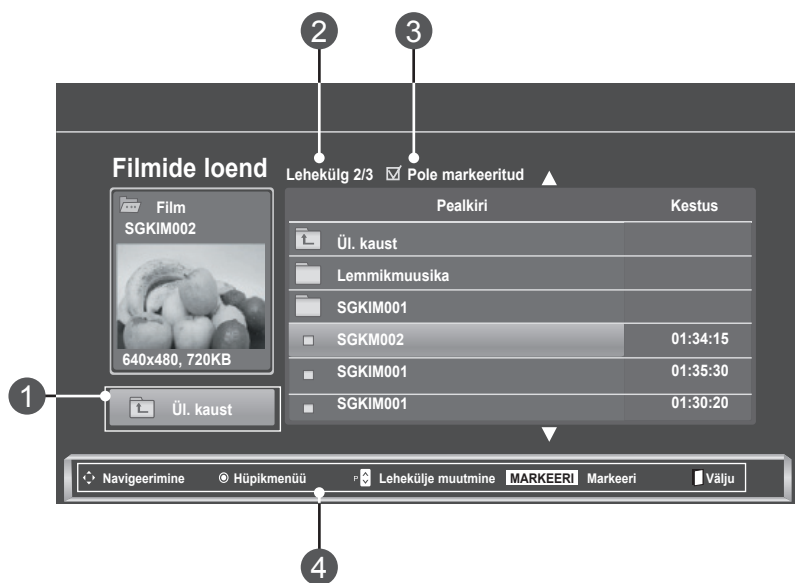 2 3
Filmide loend
Lehekülg 2/3 Pole markeeritud
Film
SGKIM002
640x480, 720KB
1
Ül. kaust
Pealkiri Kestus
Ül. kaust
Lemmikmuusika
SGKIM001
SGKM002 01:34:15
SGKIM001 01:35:30
SGKIM001 01:30:20
Navigeerimine Hüpikmenüü P Lehekülje muutmine MARKEERI Markeeri Välju
4